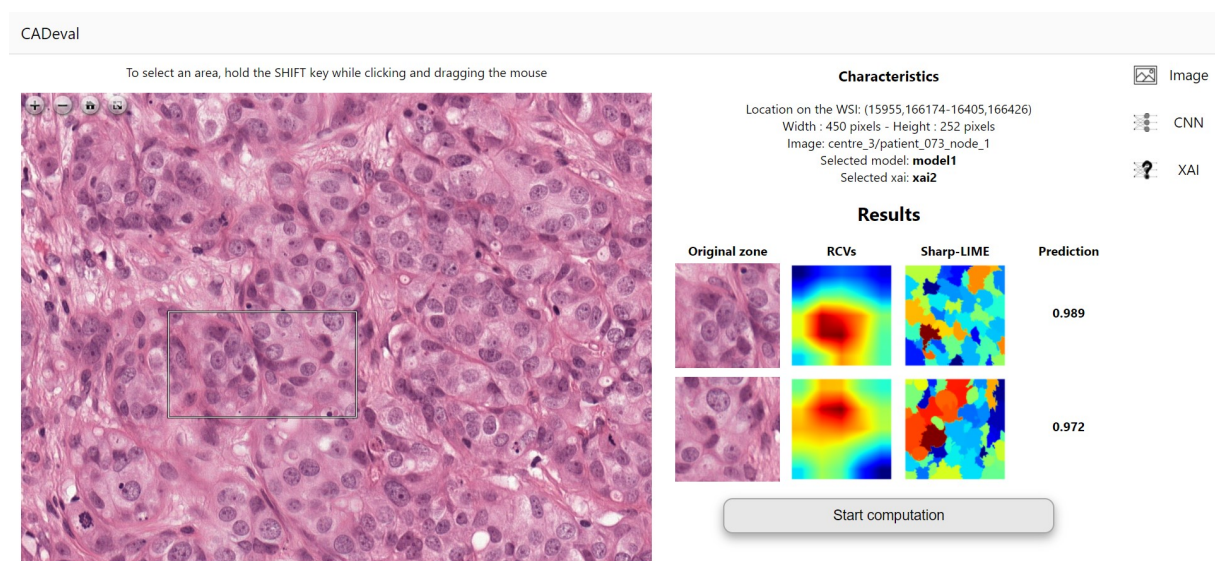 CADeval
To select an area, hold the SHIFT key while clicking and dragging the mouse
Characteristics
Location on the WSI: (15955,166174-16405,166426)
Width : 450 pixels - Height : 252 pixels
Image: centre_3/patient_073_node_1
Selected model: model1
Selected xai: xai2
Image
CNN
XAI
Results
Original zone RCVs Sharp-LIME Prediction
0.989
0.972
Start computation